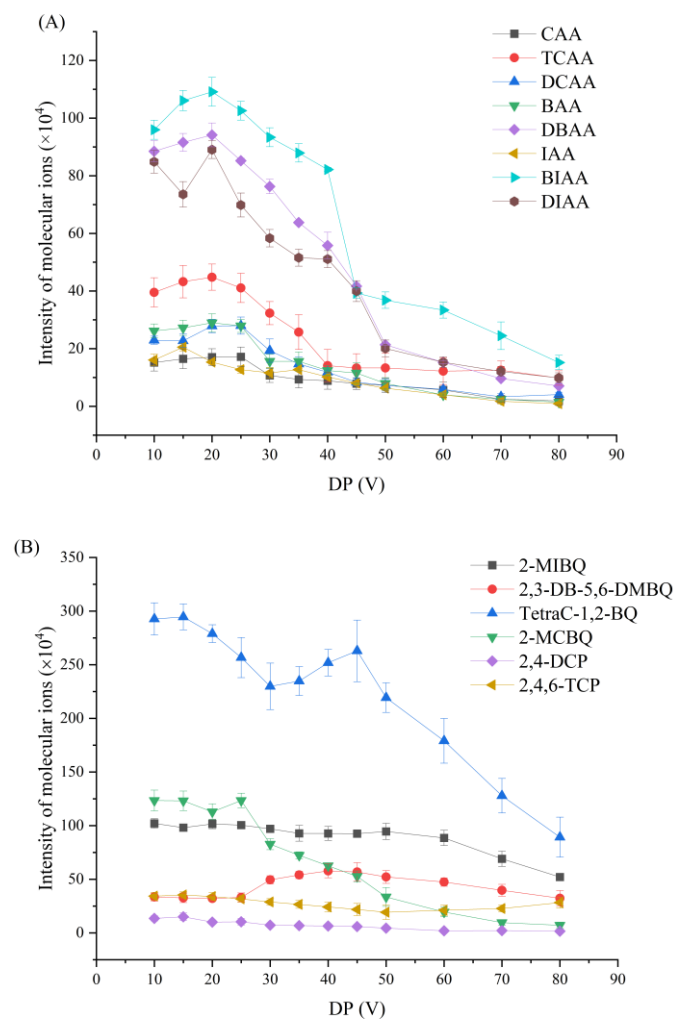 (A)
CAA
TCAA
DCAA
BAA
DBAA
IAA
BIAA
DIAA
Intensity of molecular ions (×10⁴)
120
100
80
60
40
20
0
0 10 20 30 40 50 60 70 80 90
DP (V)
(B)
2-MIBQ
2,3-DB-5,6-DMBQ
TetraC-1,2-BQ
2-MCBQ
2,4-DCP
2,4,6-TCP
Intensity of molecular ions (×10⁴)
350
300
250
200
150
100
50
0
0 10 20 30 40 50 60 70 80 90
DP (V)